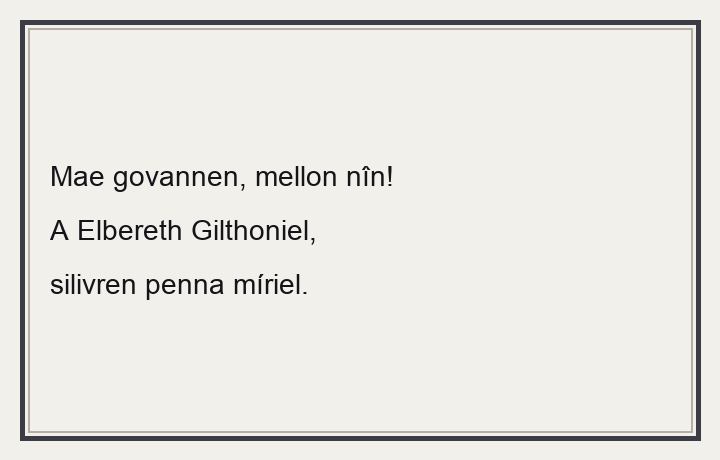 Mae govannen, mellon nîn!
A Elbereth Gilthoniel,
silivren penna míriel.